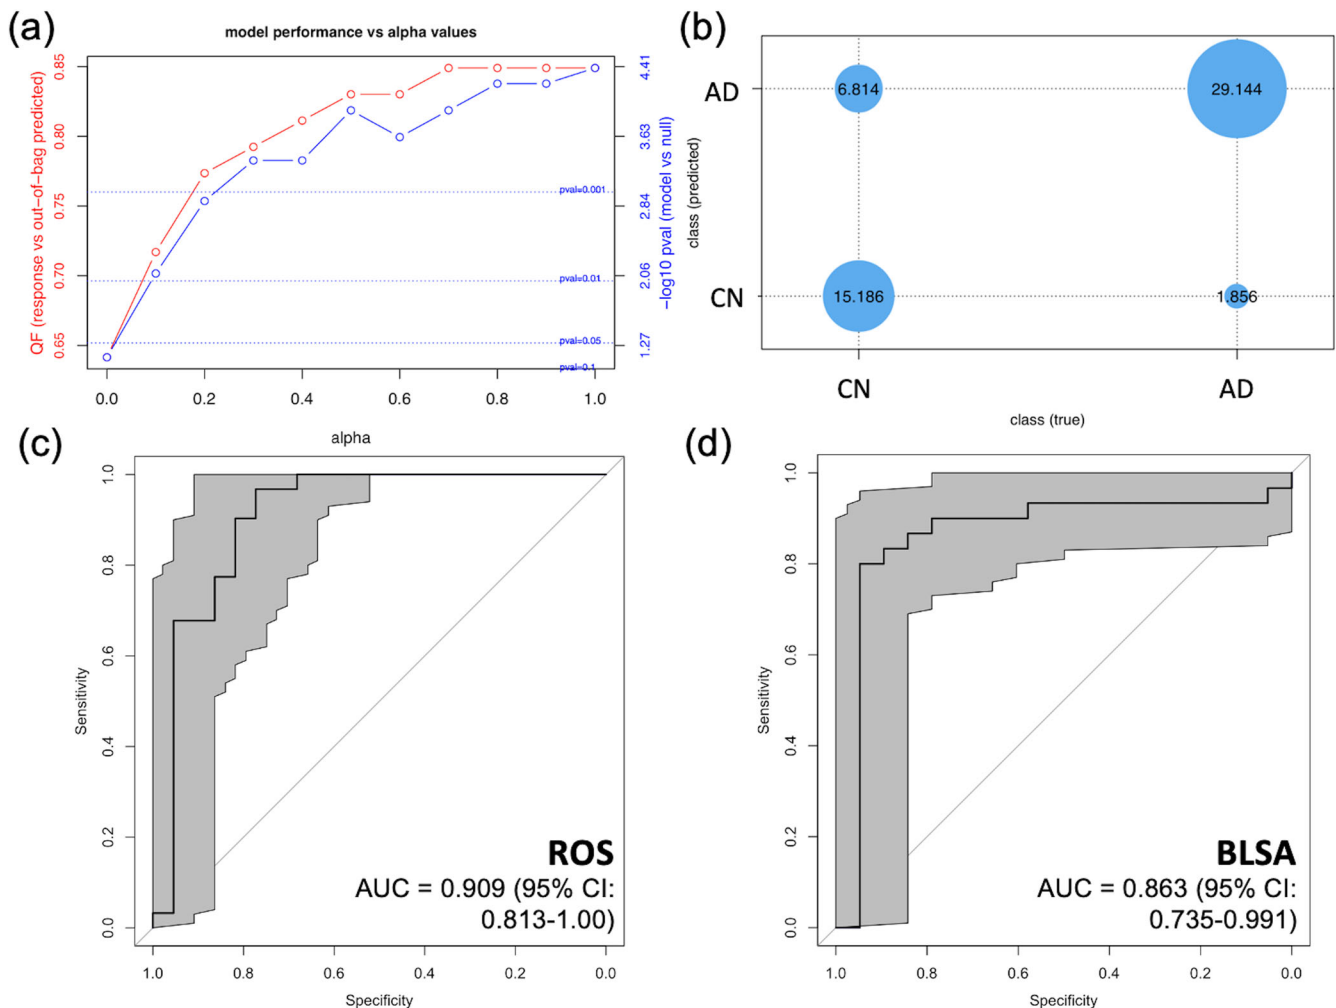 (a)
model performance vs alpha values
QF (response vs out-of-bag predicted)
0.85
0.80
0.75
0.70
0.65
4.41
3.63
2.84
2.06
1.27
-log10 pval (model vs null)
pval=0.001
pval=0.01
pval=0.05
pval=0.1
0.0 0.2 0.4 0.6 0.8 1.0
alpha
(b)
class (predicted)
AD
CN
6.814
29.144
15.186
1.856
CN AD
class (true)
(c)
Sensitivity
1.0
0.8
0.6
0.4
0.2
0.0
ROS
AUC = 0.909 (95% CI:
0.813-1.00)
1.0 0.8 0.6 0.4 0.2 0.0
Specificity
(d)
Sensitivity
1.0
0.8
0.6
0.4
0.2
0.0
BLSA
AUC = 0.863 (95% CI:
0.735-0.991)
1.0 0.8 0.6 0.4 0.2 0.0
Specificity